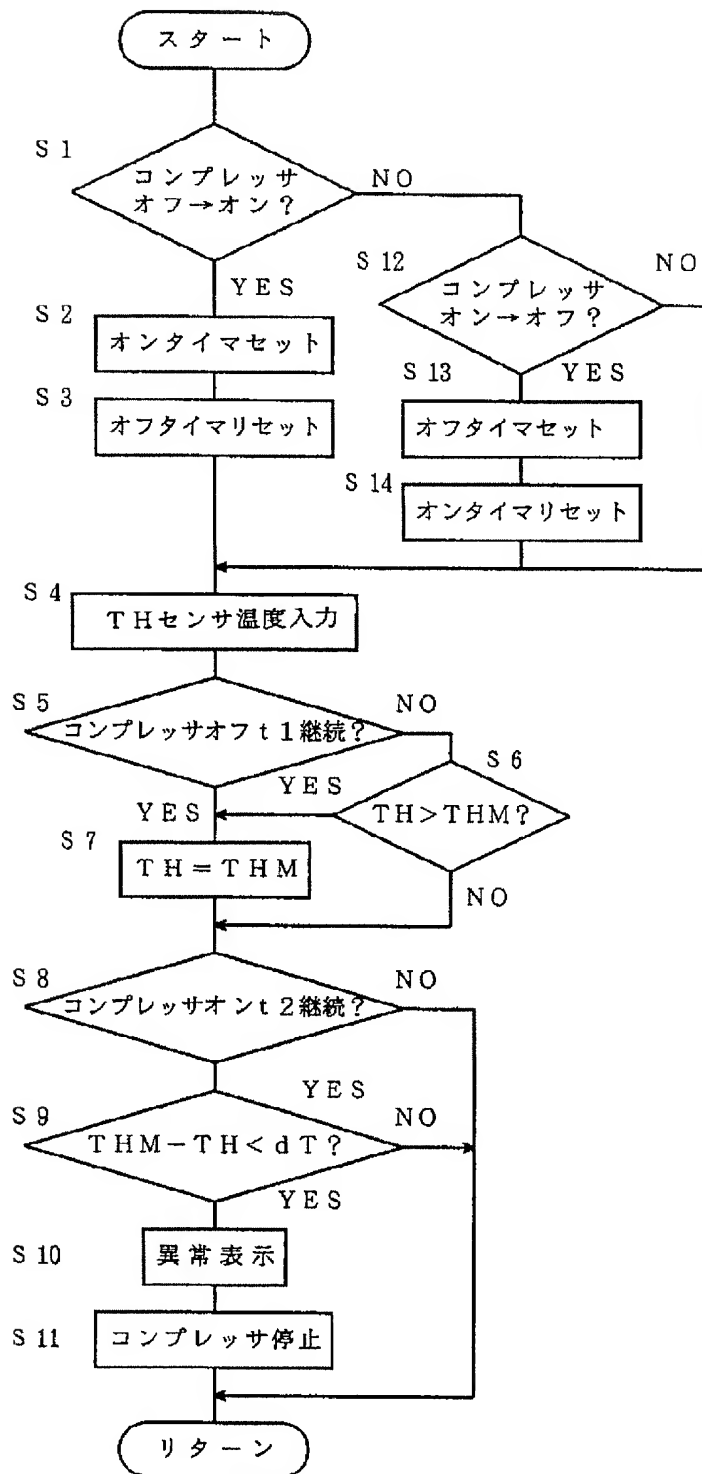 スタート
S 1
コンプレッサ
オフ→オン？
NO
YES
S 12
コンプレッサ
オン→オフ？
NO
S 2
オンタイマセット
S 13
YES
S 3
オフタイマリセット
オフタイマセット
S 14
オンタイマリセット
S 4
THセンサ温度入力
S 5
コンプレッサオフt1継続？
NO
S 6
YES
YES
TH＞THM？
S 7
TH＝THM
NO
S 8
コンプレッサオンt2継続？
NO
YES
S 9
THM－TH＜dT？
NO
YES
S 10
異常表示
S 11
コンプレッサ停止
リターン